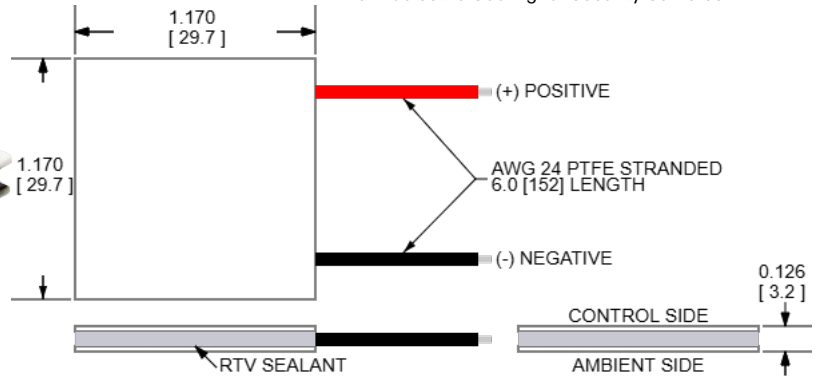 1.170
[ 29.7 ]
(+) POSITIVE
1.170
[ 29.7 ]
AWG 24 PTFE STRANDED
6.0 [152] LENGTH
(-) NEGATIVE
0.126
[ 3.2 ]
CONTROL SIDE
RTV SEALANT
AMBIENT SIDE